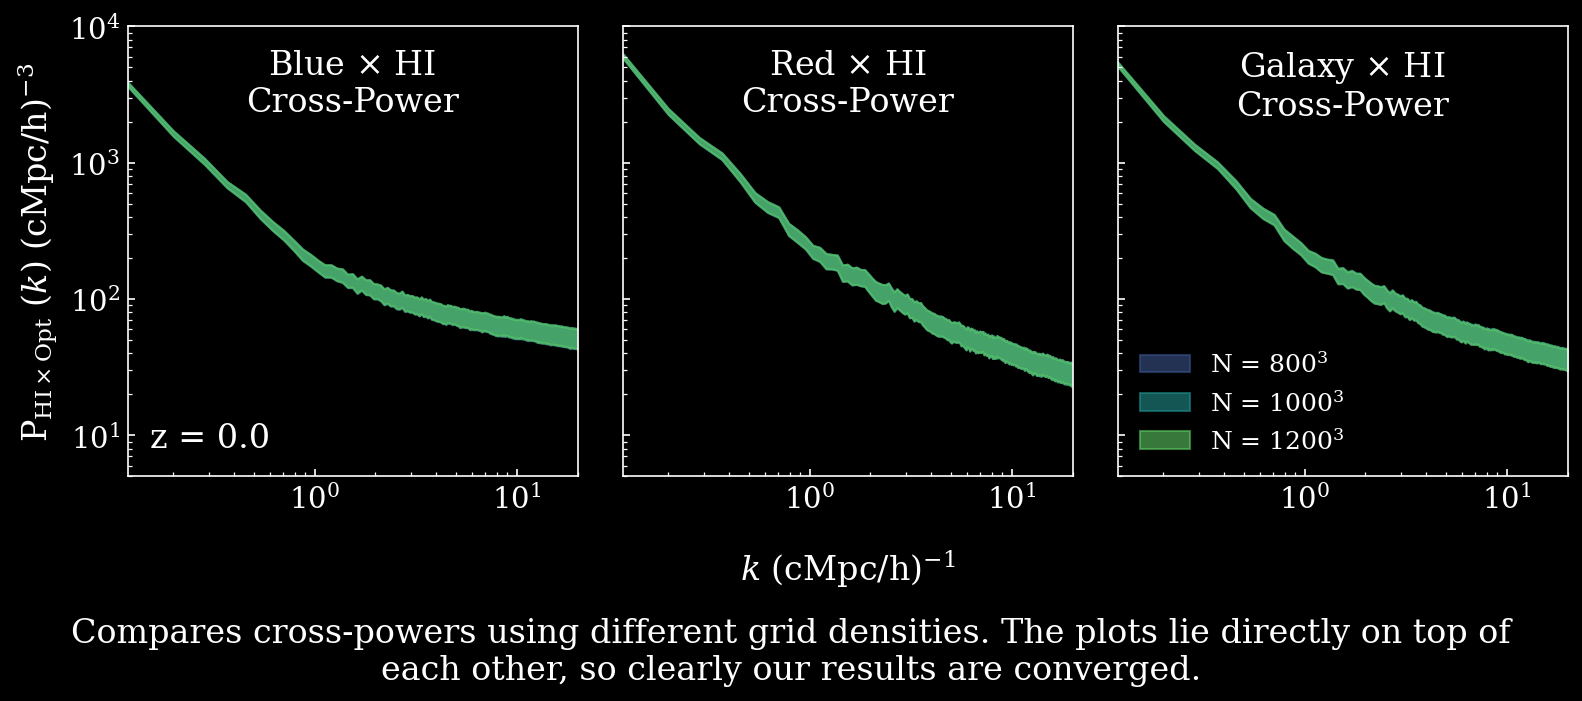 Blue × HI
Cross-Power
Red × HI
Cross-Power
Galaxy × HI
Cross-Power
P_{HI × Opt} (k) (cMpc/h)^{−3}
10^4
10^3
10^2
10^1
z = 0.0
N = 800^3
N = 1000^3
N = 1200^3
10^0 10^1
10^0 10^1
10^0 10^1
k (cMpc/h)^{−1}
Compares cross-powers using different grid densities. The plots lie directly on top of
each other, so clearly our results are converged.